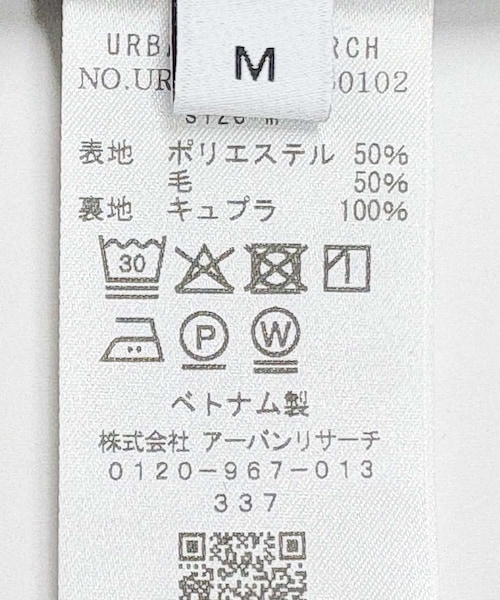 M
表地 ポリエステル 50%
毛 50%
裏地 キュプラ 100%
30
P W
ベトナム製
株式会社 アーバンリサーチ
0120-967-013
337